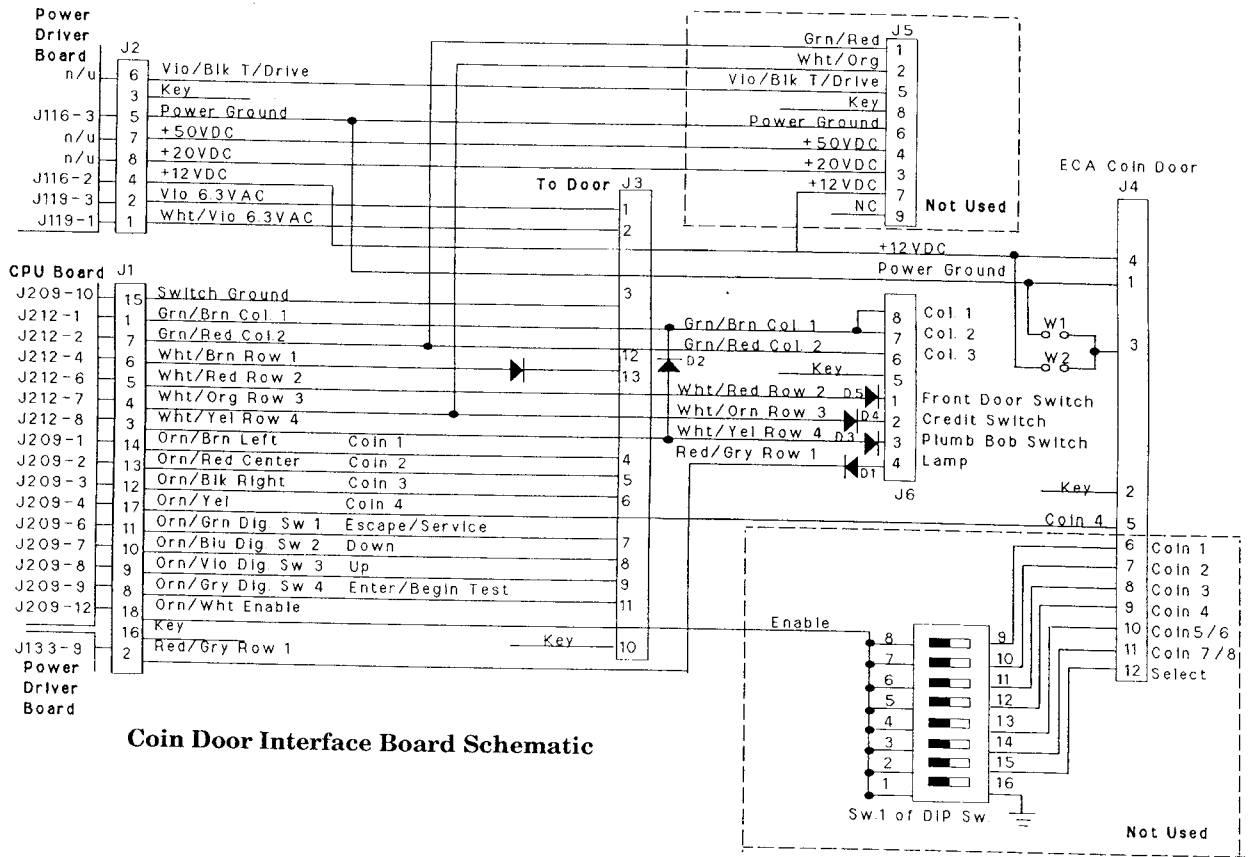 Power
Driver
Board
J2
n/u 6 Vio/Blk T/Drive
3 Key
J116-3 5 Power Ground
n/u 7 +50VDC
n/u 8 +20VDC
J116-2 4 +12VDC
J119-3 2 Vio 6.3VAC
J119-1 1 Wht/Vio 6.3VAC
CPU Board J1
J209-10 15 Switch Ground
J212-1 1 Grn/Brn Col. 1
J212-2 7 Grn/Red Col.2
J212-4 6 Wht/Brn Row 1
J212-6 5 Wht/Red Row 2
J212-7 4 Wht/Org Row 3
J212-8 3 Wht/Yel Row 4
J209-1 14 Orn/Brn Left Coin 1
J209-2 13 Orn/Red Center Coin 2
J209-3 12 Orn/Blk Right Coin 3
J209-4 17 Orn/Yel Coin 4
J209-6 11 Orn/Grn Dig. Sw 1 Escape/Service
J209-7 10 Orn/Blu Dig. Sw 2 Down
J209-8 9 Orn/Vio Dig. Sw 3 Up
J209-9 8 Orn/Gry Dig. Sw 4 Enter/Begin Test
J209-12 18 Orn/Wht Enable
16 Key
J133-9 2 Red/Gry Row 1
Power
Driver
Board
To Door J3
1
2
3
12
13
4
5
6
7
8
9
11
Key 10
J5
Grn/Red 1
Wht/Org 2
Vio/Blk T/Drive 5
Key 8
Power Ground 6
+50VDC 4
+20VDC 3
+12VDC 7
NC 9 Not Used
ECA Coin Door
J4
+12VDC 4
Power Ground 1
W1
W2
3
Key 2
Coin 4 5
6 Coin 1
7 Coin 2
8 Coin 3
9 Coin 4
10 Coin5/6
11 Coin 7/8
12 Select
Grn/Brn Col 1 8 Col. 1
Grn/Red Col. 2 7 Col. 2
D2 6 Col. 3
Key 5
Wht/Red Row 2 D5 1 Front Door Switch
Wht/Orn Row 3 D4 2 Credit Switch
Wht/Yel Row 4 D3 3 Plumb Bob Switch
Red/Gry Row 1 D1 4 Lamp
J6
Enable
8 9
7 10
6 11
5 12
4 13
3 14
2 15
1 16
Sw.1 of DIP Sw.
Not Used
Coin Door Interface Board Schematic